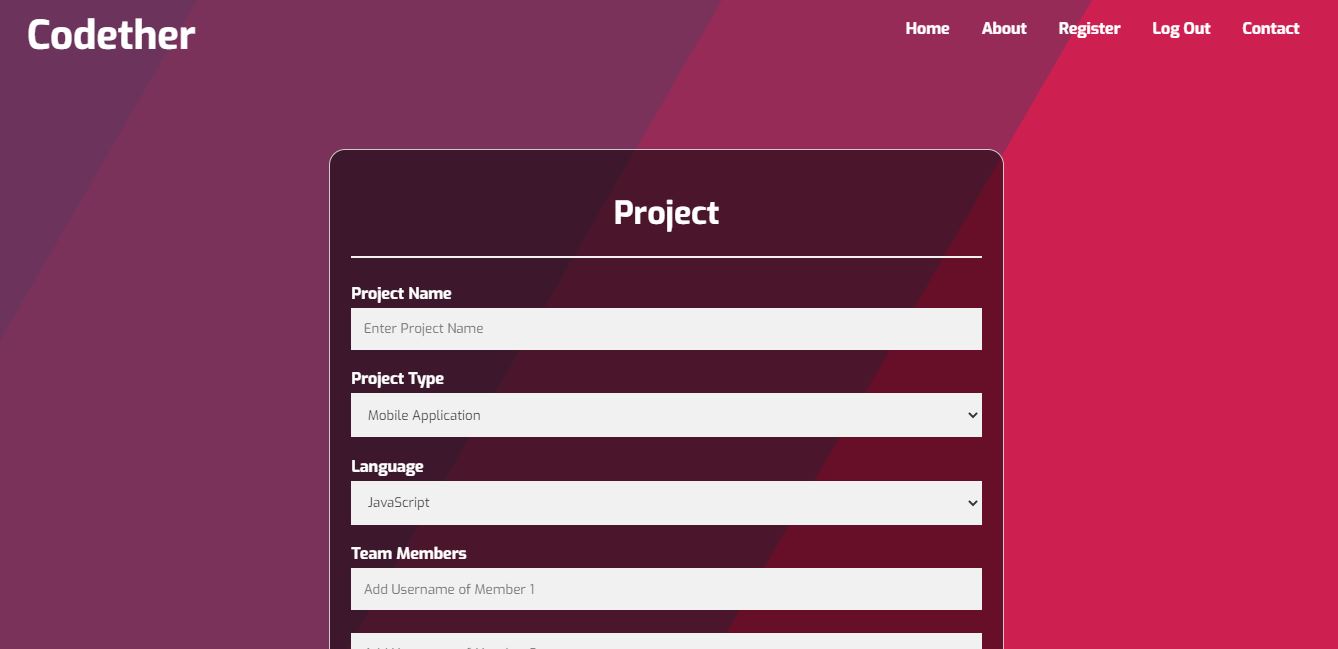 Codether
Home About Register Log Out Contact
Project
Project Name
Enter Project Name
Project Type
Mobile Application
Language
JavaScript
Team Members
Add Username of Member 1